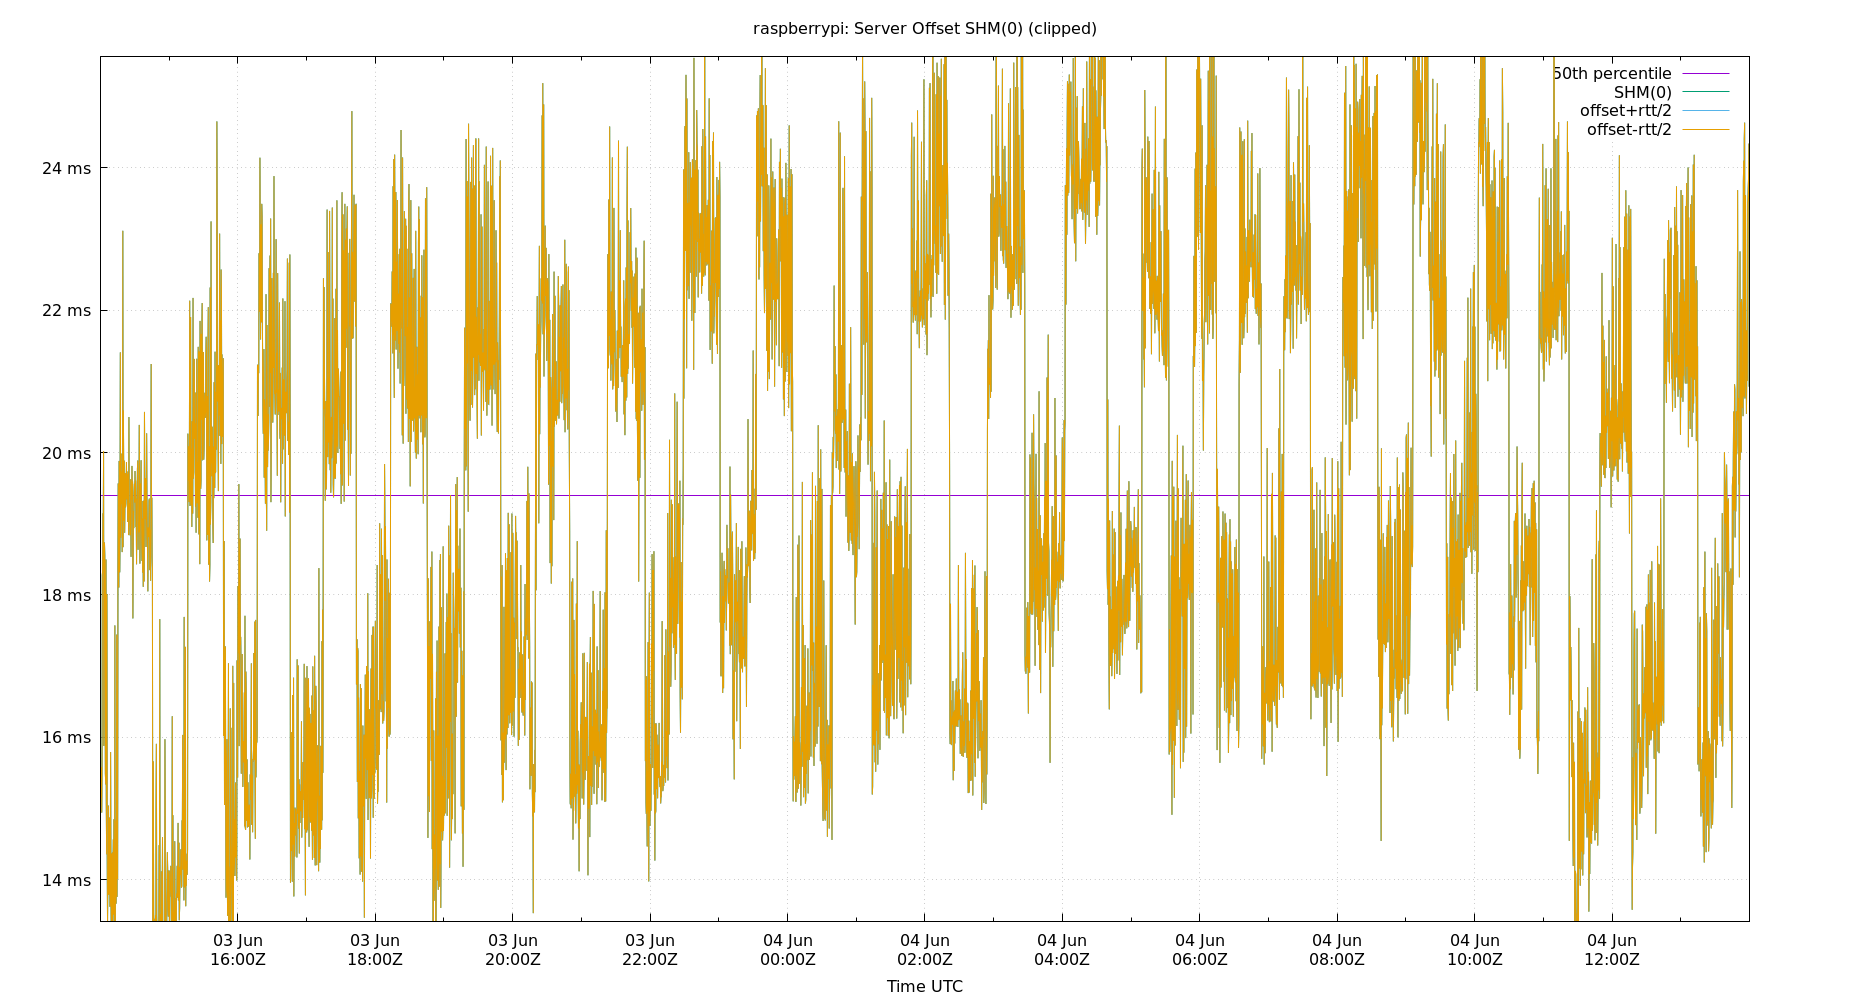 raspberrypi: Server Offset SHM(0) (clipped)
50th percentile
SHM(0)
offset+rtt/2
offset-rtt/2
24 ms
22 ms
20 ms
18 ms
16 ms
14 ms
03 Jun 03 Jun 03 Jun 03 Jun 04 Jun 04 Jun 04 Jun 04 Jun 04 Jun 04 Jun 04 Jun
16:00Z 18:00Z 20:00Z 22:00Z 00:00Z 02:00Z 04:00Z 06:00Z 08:00Z 10:00Z 12:00Z
Time UTC